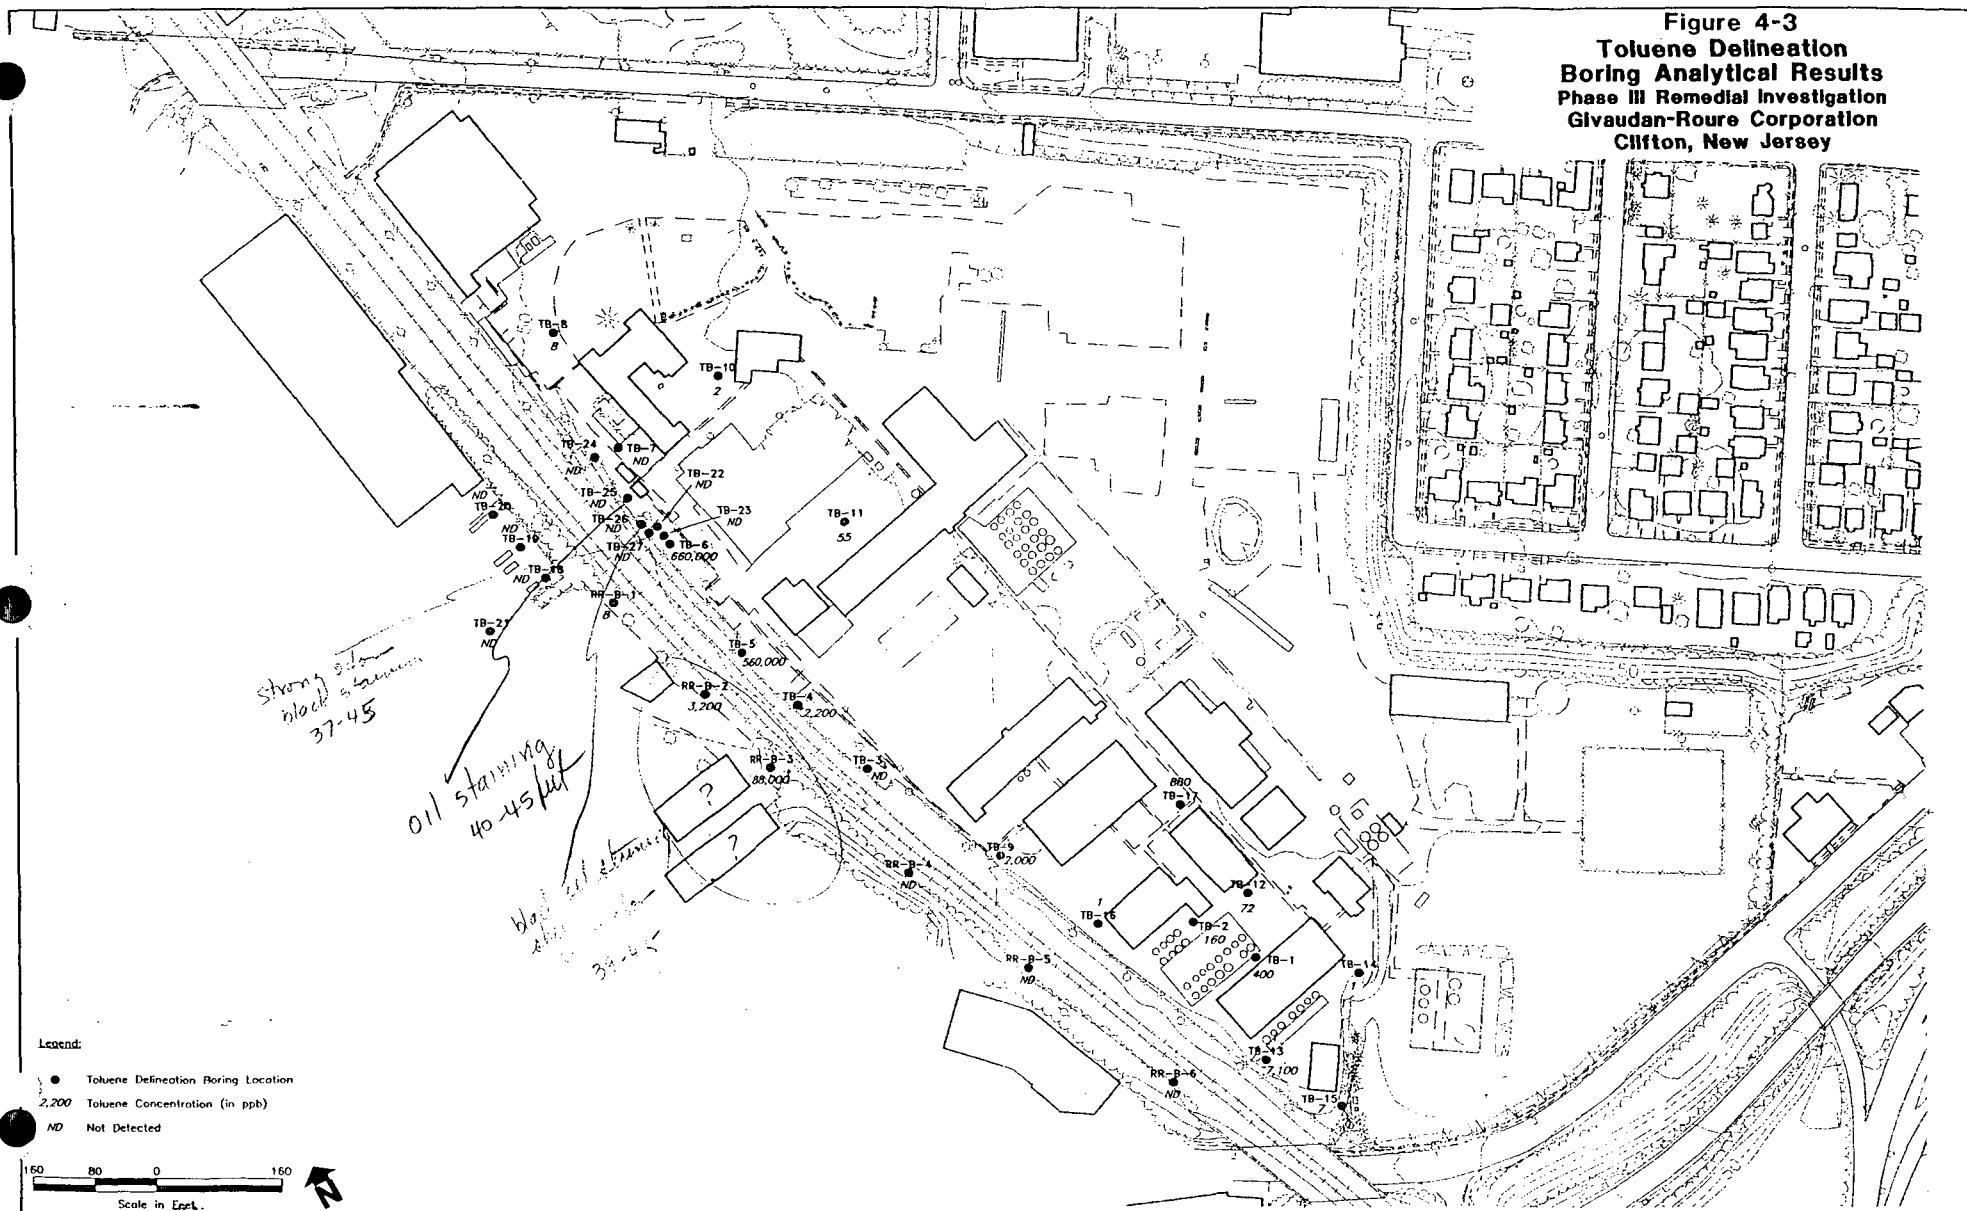 Figure 4-3
Toluene Delineation
Boring Analytical Results
Phase III Remedial Investigation
Givaudan-Roure Corporation
Clifton, New Jersey
TB-8
8
TB-10
2
TB-24
ND
TB-7
ND
TB-22
ND
TB-25
ND
TB-23
ND
TB-26
ND
TB-27
ND
TB-6
660,000
TB-11
55
ND
TB-20
ND
TB-19
ND
TB-18
RR-B-1
8
TB-21
ND
TB-5
560,000
RR-B-2
3,200
TB-4
2,200
RR-B-3
88,000
TB-3
ND
880
TB-17
TB-9
2,000
RR-B-4
ND
TB-12
72
1
TB-16
TB-2
160
TB-1
400
TB-14
RR-B-5
ND
TB-13
7,100
RR-B-6
ND
TB-15
7
strong
black
37-45
oil staining
40-45 feet
?
?
39-45
Legend:
Toluene Delineation Boring Location
2,200 Toluene Concentration (in ppb)
ND Not Detected
160 80 0 160
Scale in Feet.
N